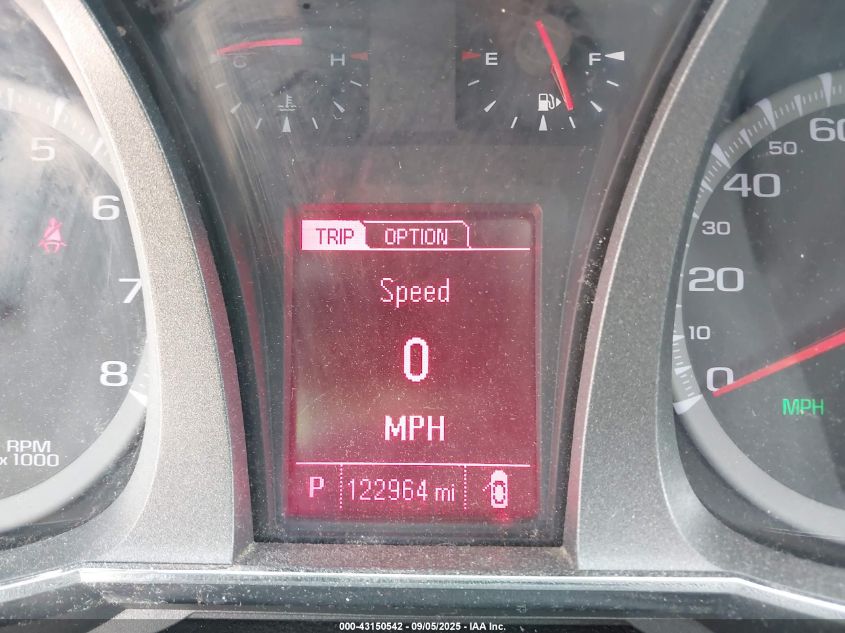 C H E F
5
6
7
8
RPM
x 1000
TRIP OPTION
Speed
0
MPH
P 122964 mi
60
50
40
30
20
10
0
MPH
000-43150542 - 09/05/2025 - IAA Inc.